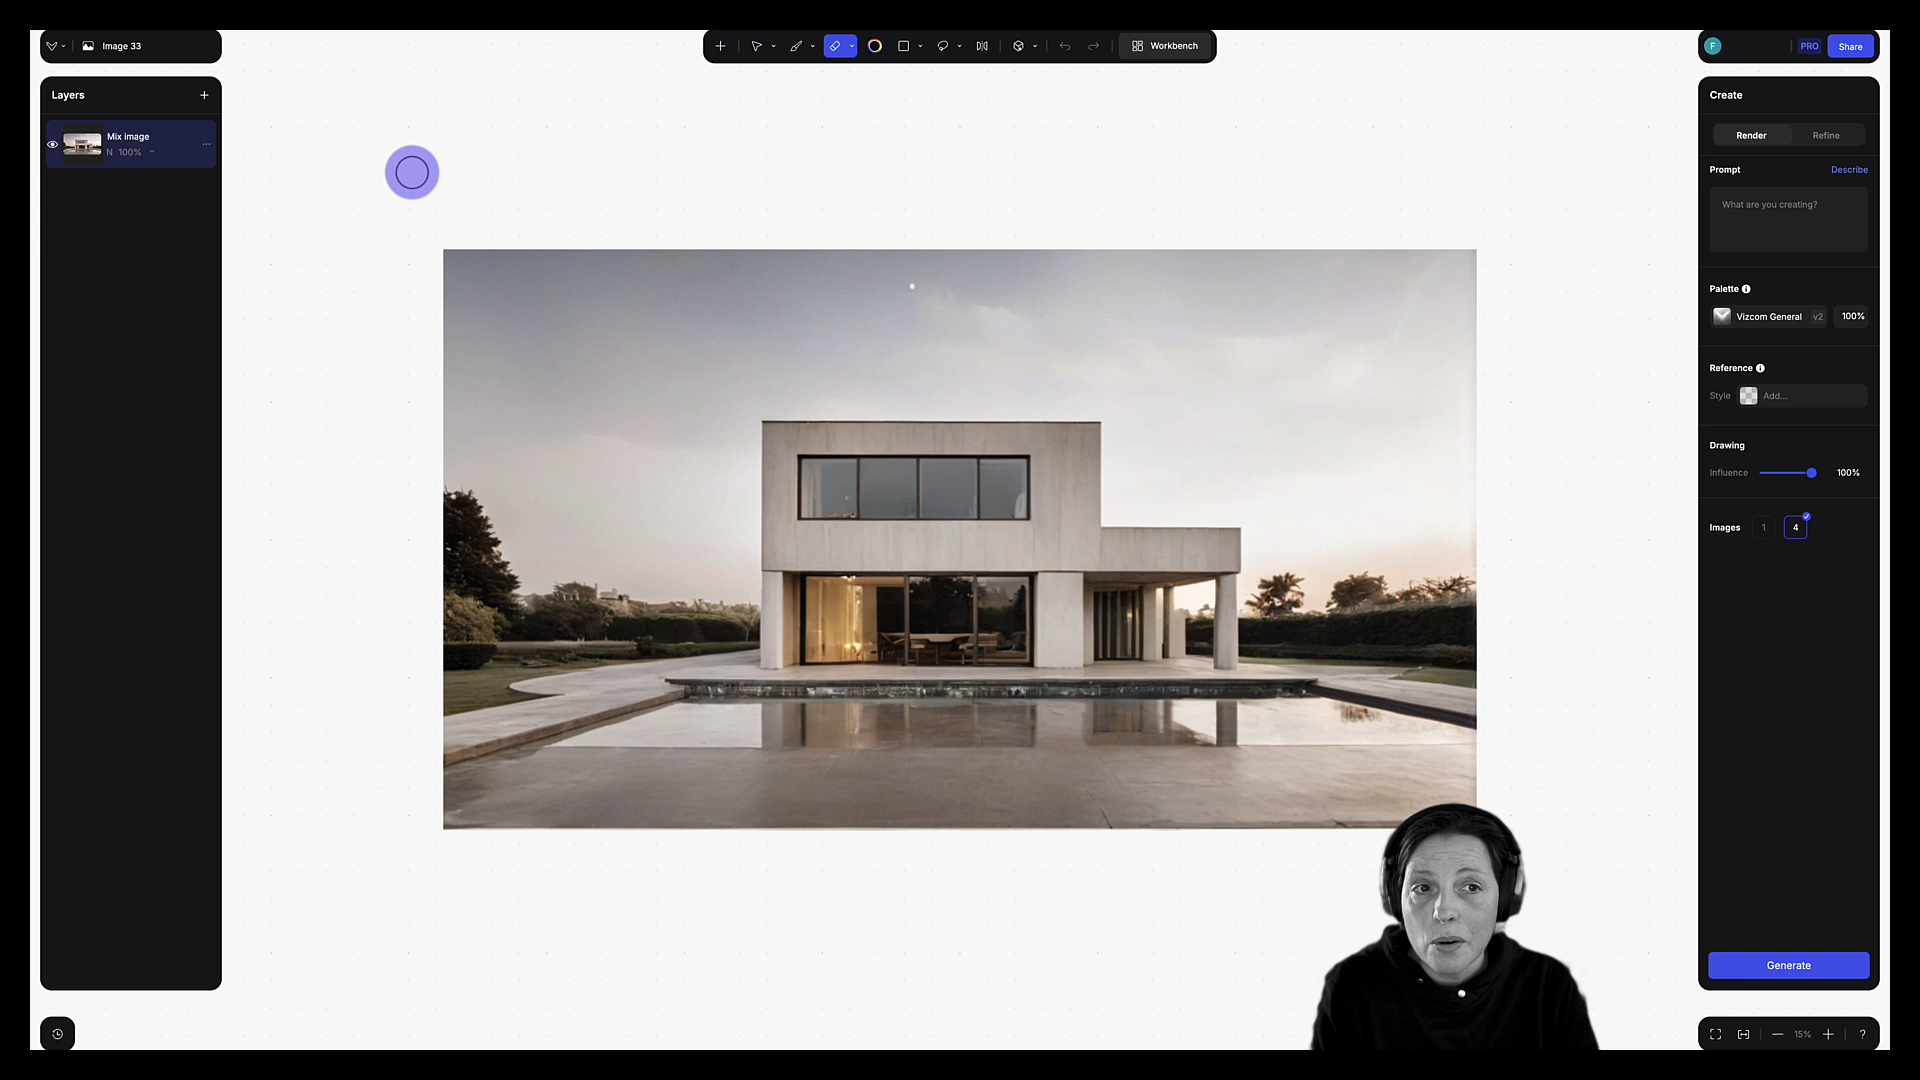 Image 33
Workbench
F
PRO
Share
Layers
Mix image
N 100%
Create
Render
Refine
Prompt
Describe
What are you creating?
Palette
Vizcom General
v2
100%
Reference
Style
Add...
Drawing
Influence
100%
Images
1
4
Generate
15%
?